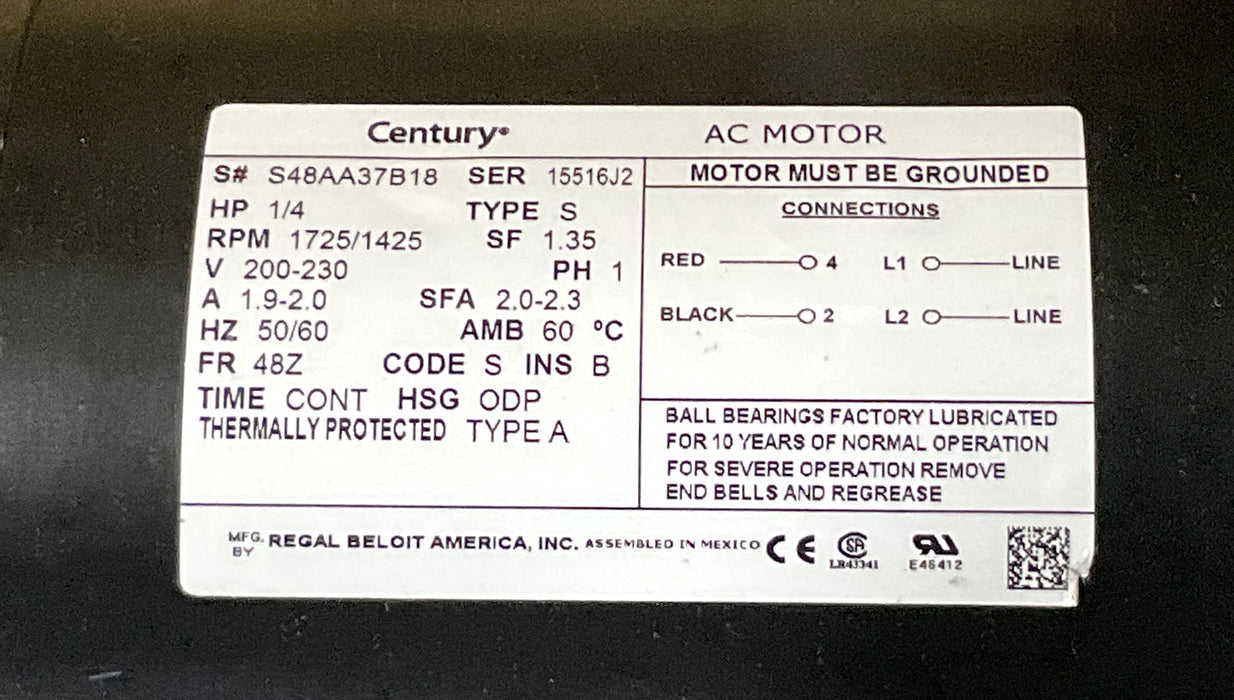 Century® AC MOTOR
S# S48AA37B18 SER 15516J2
HP 1/4 TYPE S
RPM 1725/1425 SF 1.35
V 200-230 PH 1
A 1.9-2.0 SFA 2.0-2.3
HZ 50/60 AMB 60 ºC
FR 48Z CODE S INS B
TIME CONT HSG ODP
THERMALLY PROTECTED TYPE A
MOTOR MUST BE GROUNDED
CONNECTIONS
RED 4 L1 LINE
BLACK 2 L2 LINE
BALL BEARINGS FACTORY LUBRICATED
FOR 10 YEARS OF NORMAL OPERATION
FOR SEVERE OPERATION REMOVE
END BELLS AND REGREASE
MFG. BY REGAL BELOIT AMERICA, INC. ASSEMBLED IN MEXICO CE SA RU
LR43341 E46412